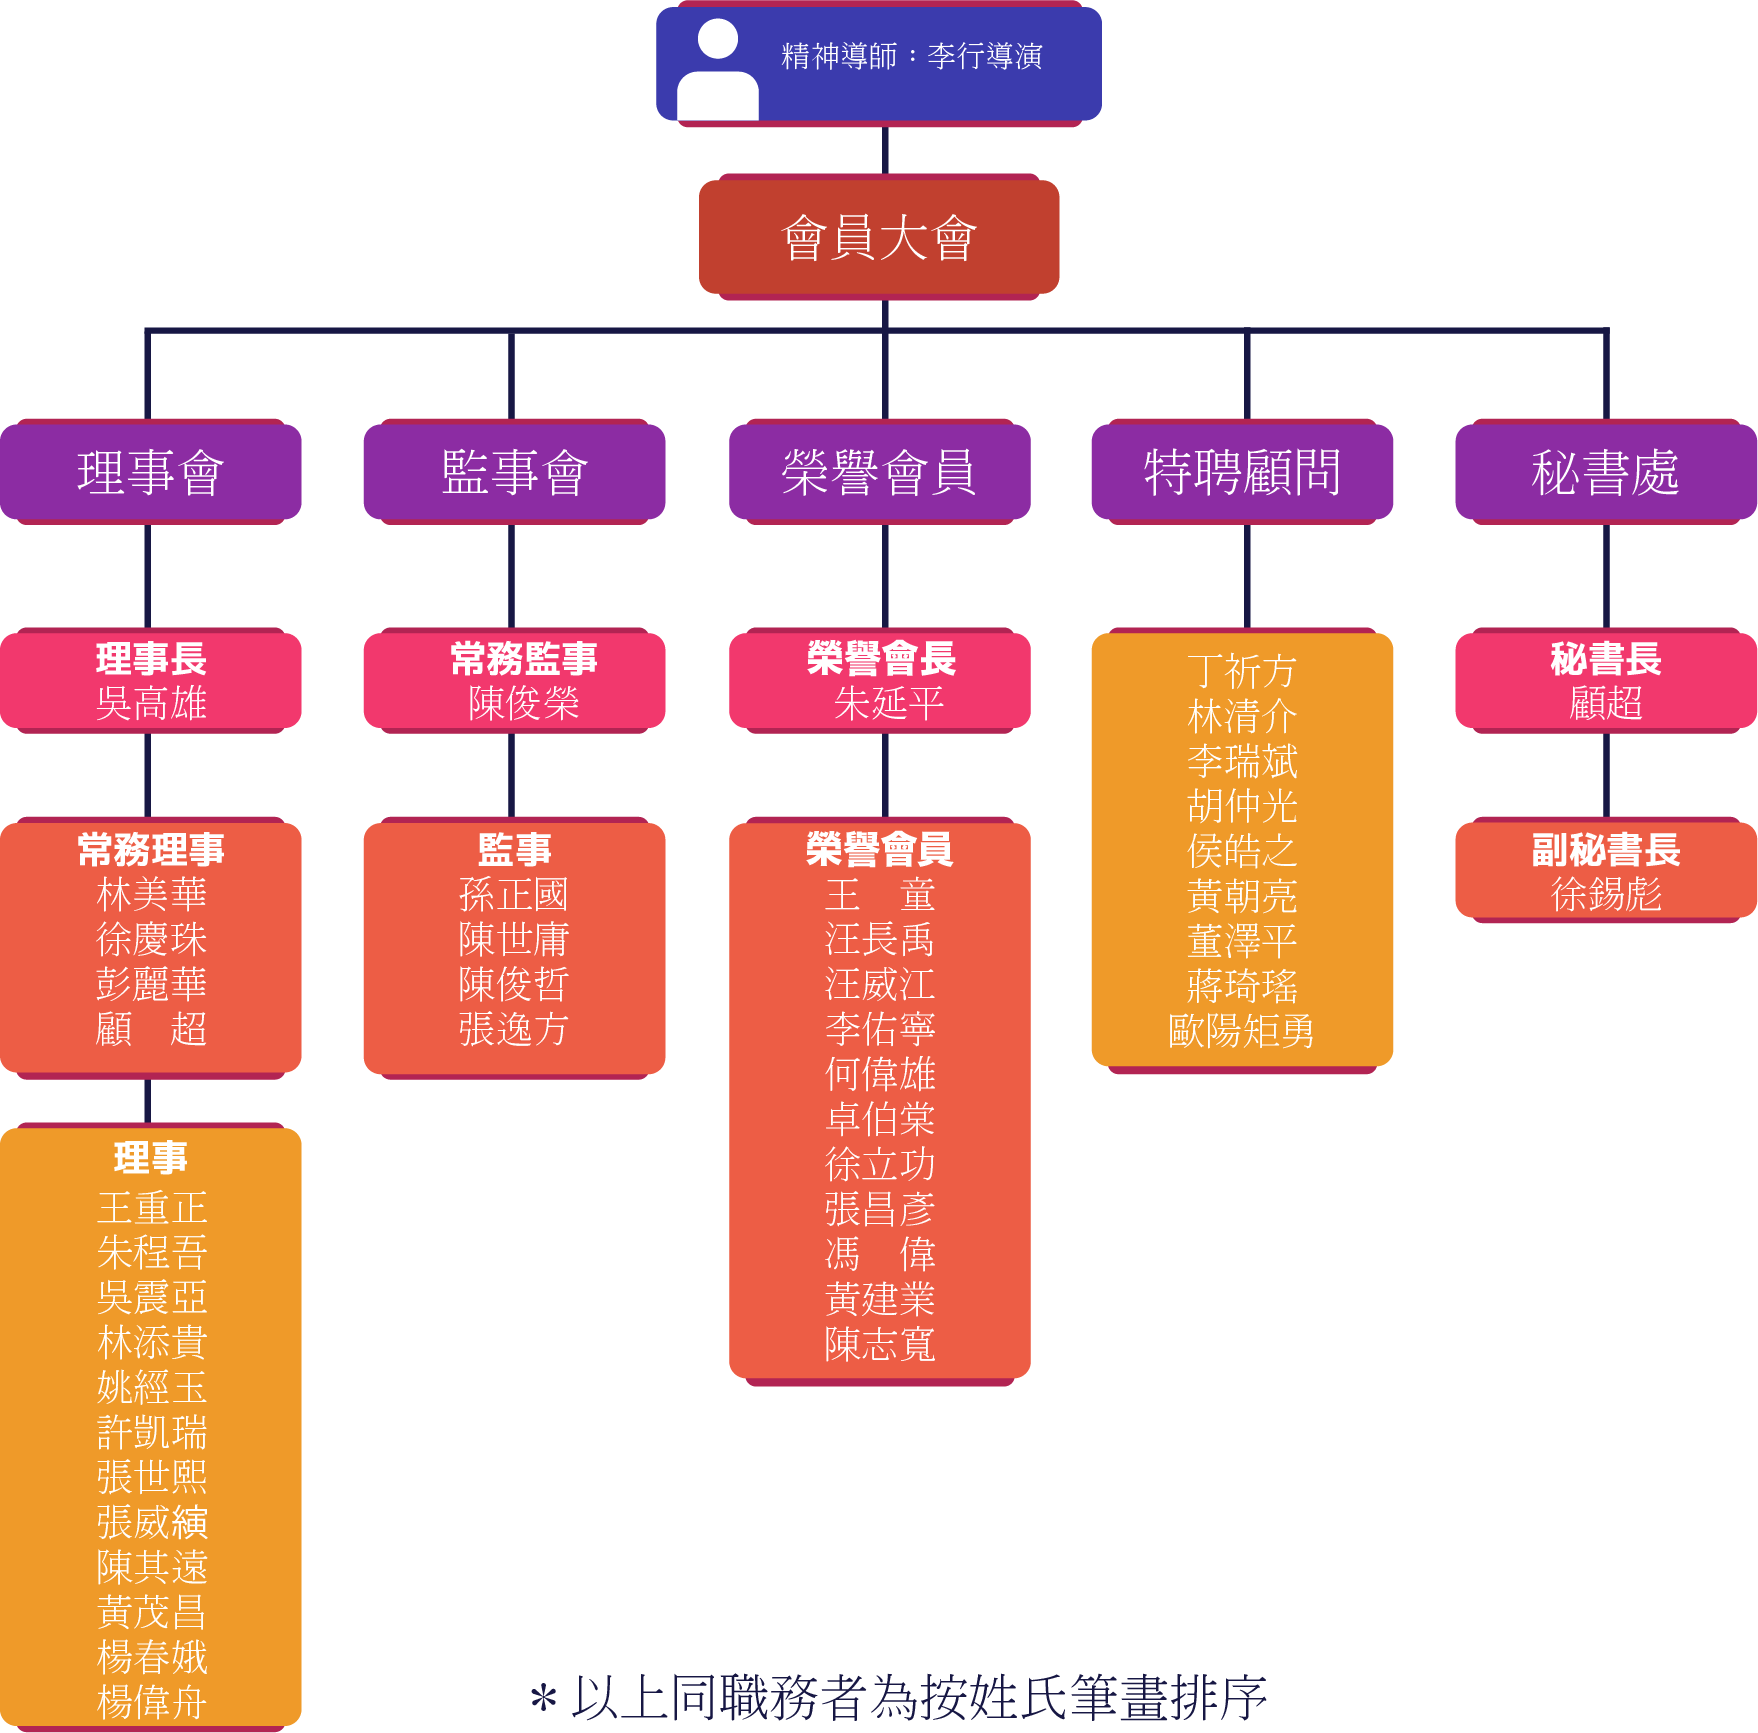 精神導師：李行導演
會員大會
理事會
監事會
榮譽會員
特聘顧問
秘書處
理事長
吳高雄
常務理事
林美華
徐慶珠
彭麗華
顧　超
理事
王重正
朱程吾
吳震亞
林添貴
姚經玉
許凱瑞
張世熙
張威縯
陳其遠
黃茂昌
楊春娥
楊偉舟
常務監事
陳俊榮
監事
孫正國
陳世庸
陳俊哲
張逸方
榮譽會長
朱延平
榮譽會員
王　童
汪長禹
汪威江
李佑寧
何偉雄
卓伯棠
徐立功
張昌彥
馮　偉
黃建業
陳志寬
丁祈方
林清介
李瑞斌
胡仲光
侯皓之
黃朝亮
董澤平
蔣琦瑤
歐陽矩勇
秘書長
顧超
副秘書長
徐錫彪
＊以上同職務者為按姓氏筆畫排序